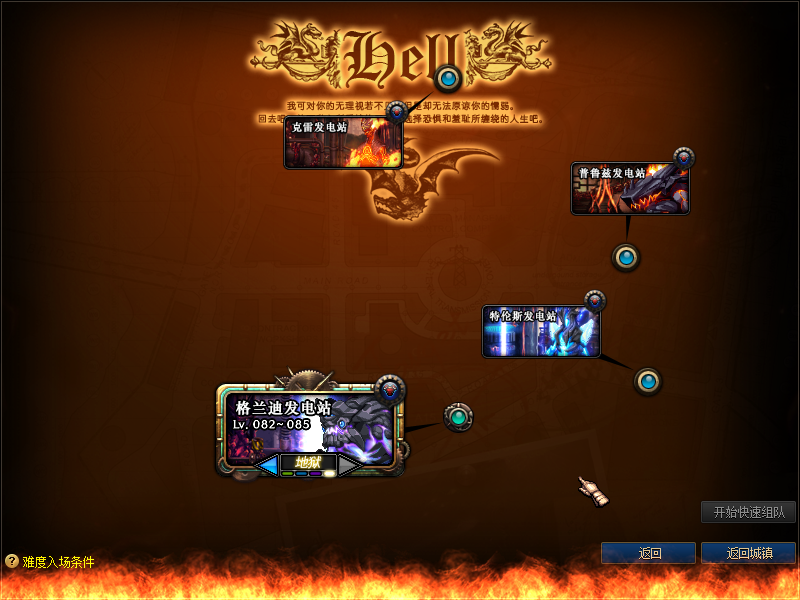 Hell
我可对你的无理视若不见
却无法原谅你的懦弱。
回去吧
选择恐惧和羞耻所缠绕的人生吧。
克雷发电站
普鲁兹发电站
特伦斯发电站
格兰迪发电站
Lv. 082~085
地狱
开始快速组队
返回
返回城镇
? 难度入场条件